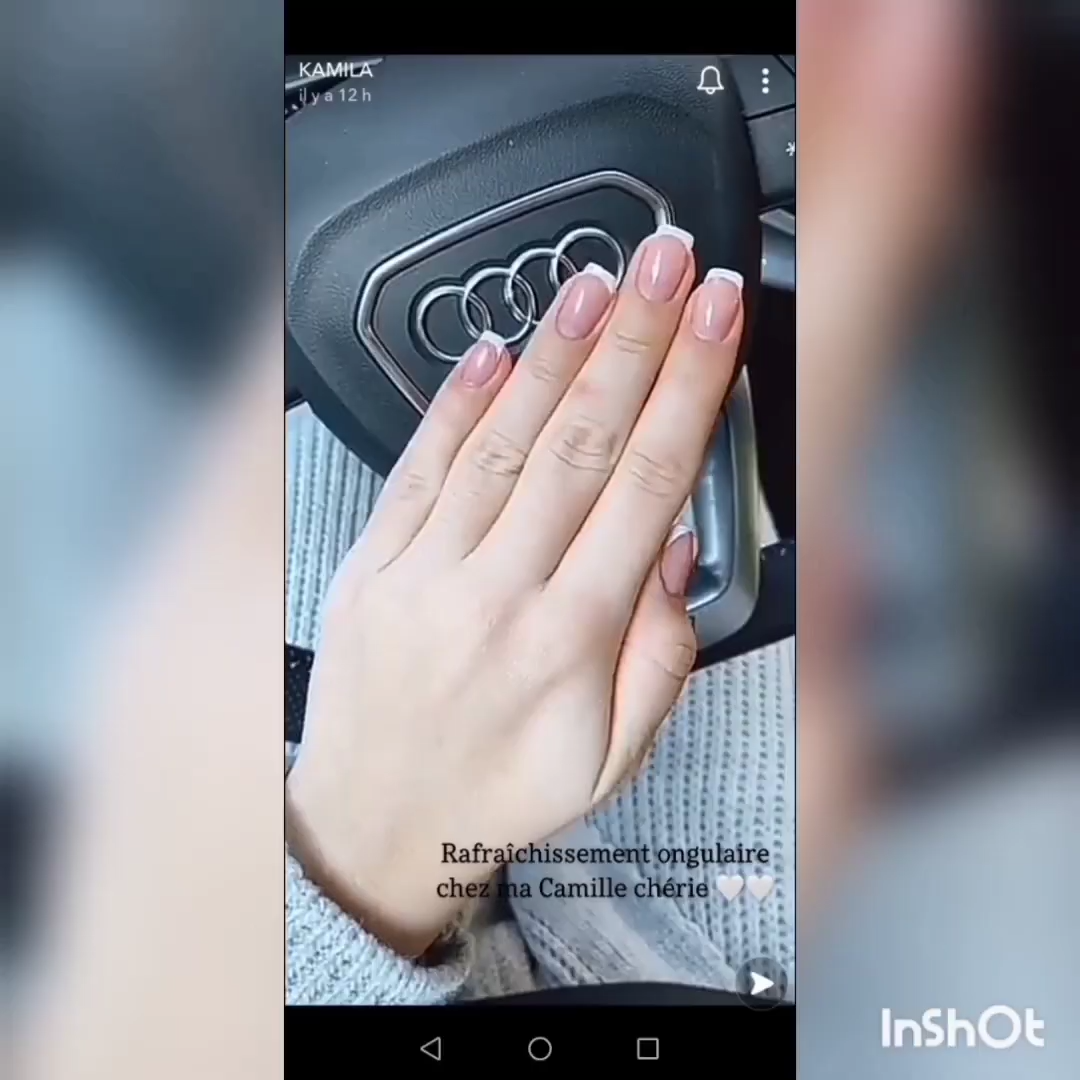 KAMILA
il y a 12 h
Rafraîchissement ongulaire
chez ma Camille chérie 🤍🤍
InShOt